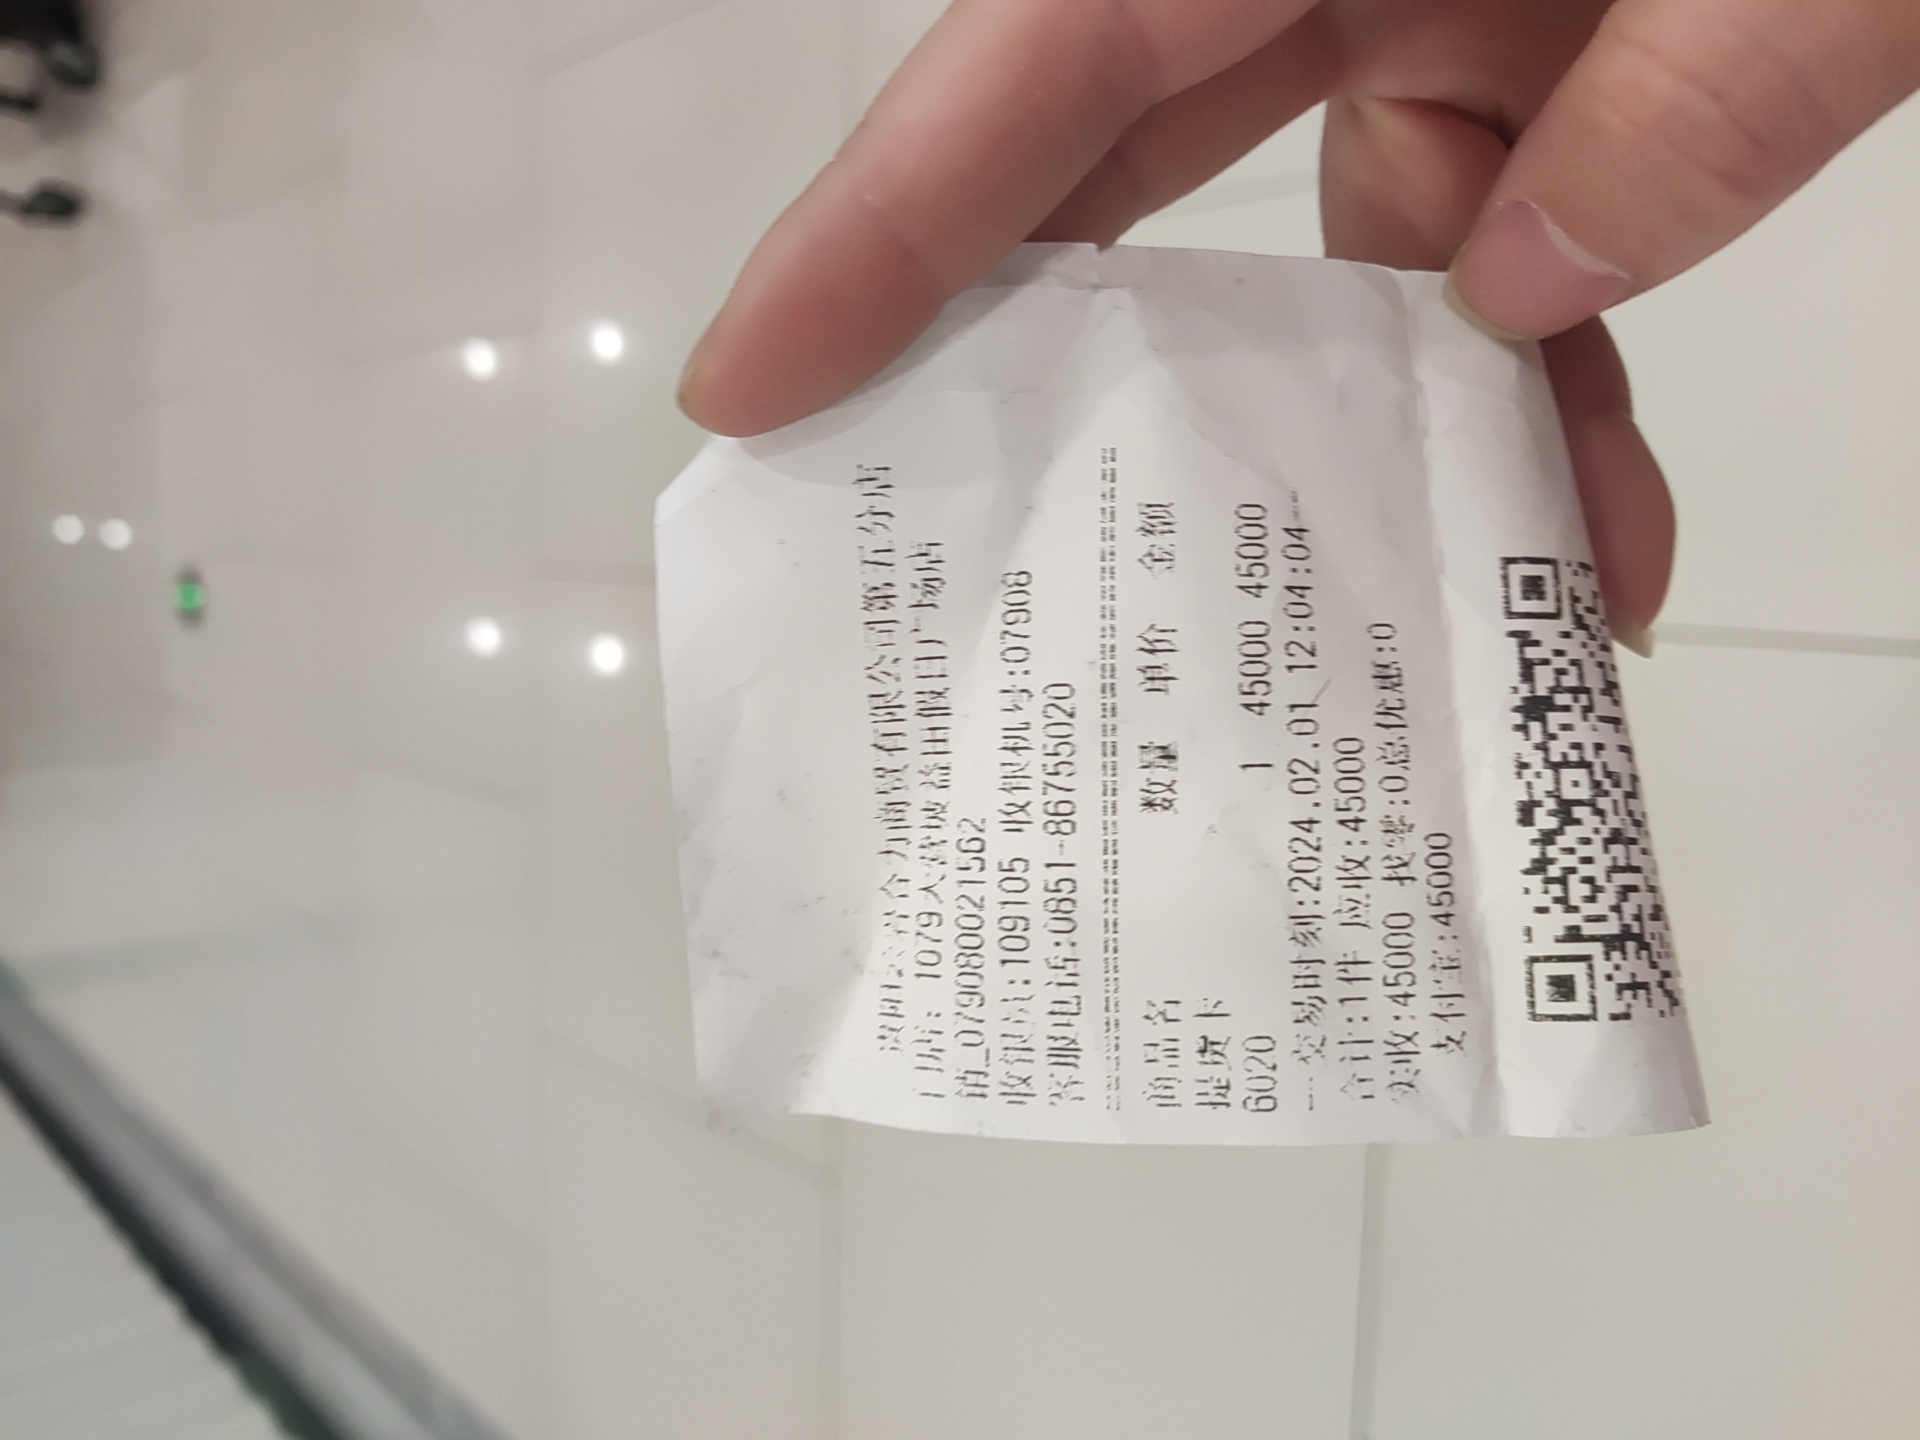 贵阳云岩合力商贸有限公司第五分店
门店：1079大营坡益田假日广场店
销_079080021562
收银员：109105 收银机号:07908
客服电话:0851-86755020
商品名 数量 单价 金额
提货卡
6020 1 45000 45000
交易时刻:2024.02.01 12:04:04
合计:1件 应收:45000
实收:45000 找零:0总优惠:0
支付宝:45000